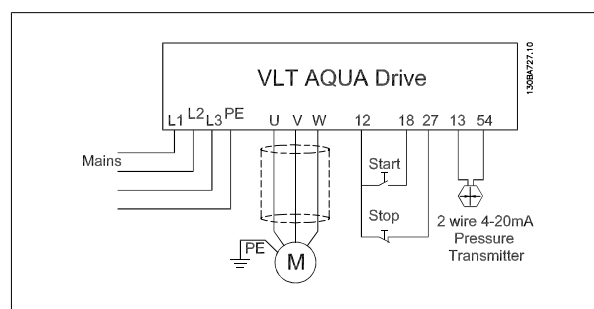 VLT AQUA Drive
130BA727.10
L1 L2 L3 PE U V W 12 18 27 13 54
Mains
Start
Stop
2 wire 4-20mA
Pressure
Transmitter
PE
M